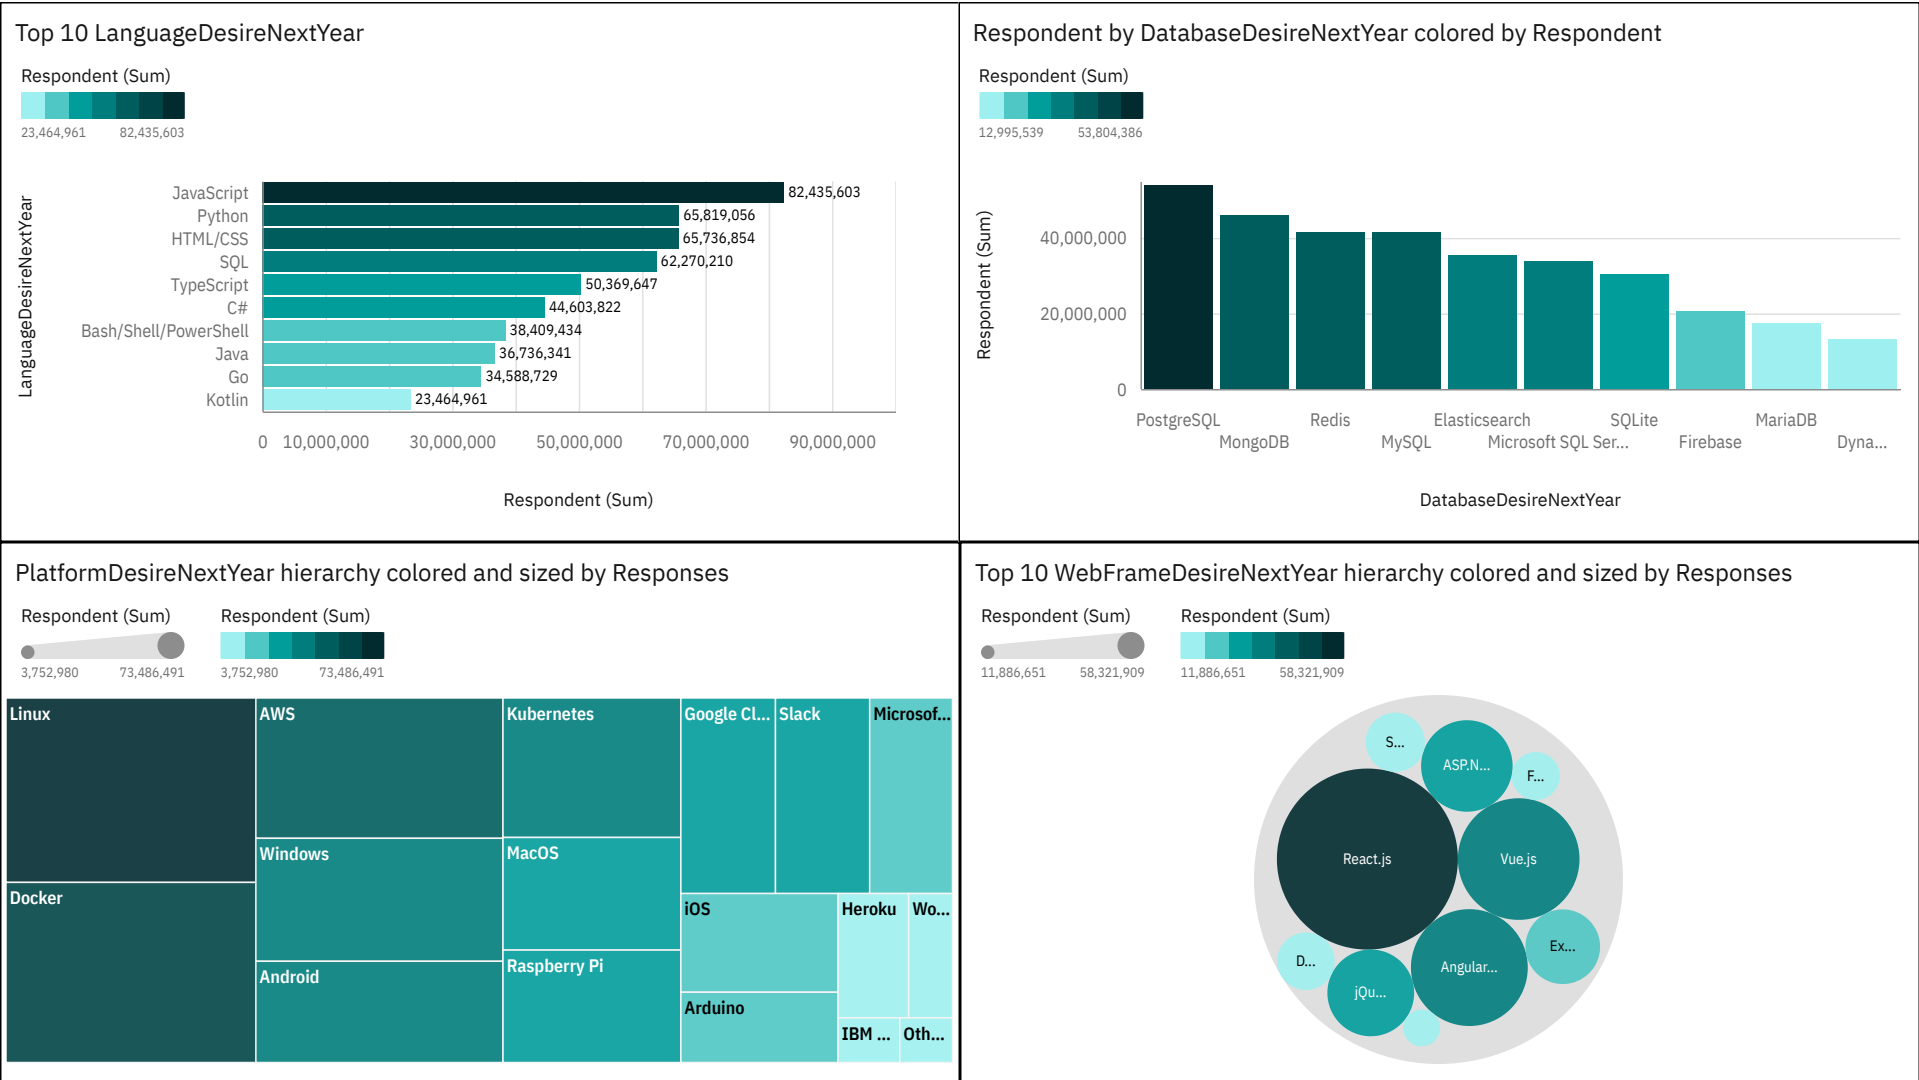 Top 10 LanguageDesireNextYear
Respondent (Sum)
23,464,961 82,435,603
LanguageDesireNextYear
JavaScript 82,435,603
Python 65,819,056
HTML/CSS 65,736,854
SQL 62,270,210
TypeScript 50,369,647
C# 44,603,822
Bash/Shell/PowerShell 38,409,434
Java 36,736,341
Go 34,588,729
Kotlin 23,464,961
0 10,000,000 30,000,000 50,000,000 70,000,000 90,000,000
Respondent (Sum)
Respondent by DatabaseDesireNextYear colored by Respondent
Respondent (Sum)
12,995,539 53,804,386
Respondent (Sum)
40,000,000
20,000,000
0
PostgreSQL Redis Elasticsearch SQLite MariaDB
MongoDB MySQL Microsoft SQL Ser... Firebase Dyna...
DatabaseDesireNextYear
PlatformDesireNextYear hierarchy colored and sized by Responses
Respondent (Sum) Respondent (Sum)
3,752,980 73,486,491 3,752,980 73,486,491
Linux AWS Kubernetes Google Cl... Slack Microsof...
Windows MacOS
Docker iOS Heroku Wo...
Android Raspberry Pi
Arduino IBM ... Oth...
Top 10 WebFrameDesireNextYear hierarchy colored and sized by Responses
Respondent (Sum) Respondent (Sum)
11,886,651 58,321,909 11,886,651 58,321,909
S...
ASP.N...
F...
React.js Vue.js
Ex...
D... Angular...
jQu...